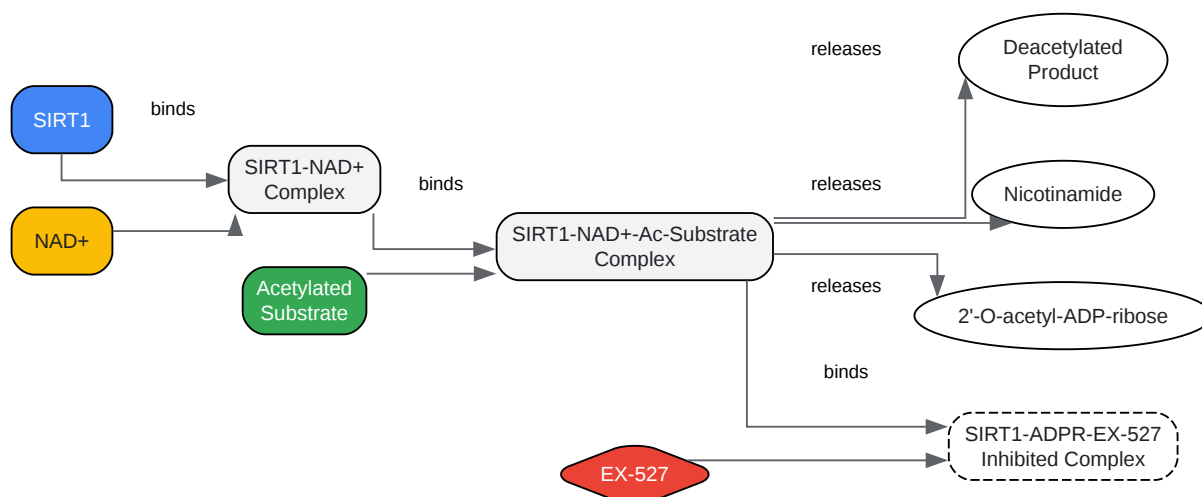 releases
Deacetylated
Product
SIRT1
binds
SIRT1-NAD+
Complex
binds
releases
Nicotinamide
NAD+
SIRT1-NAD+-Ac-Substrate
Complex
Acetylated
Substrate
releases
2'-O-acetyl-ADP-ribose
binds
SIRT1-ADPR-EX-527
Inhibited Complex
EX-527